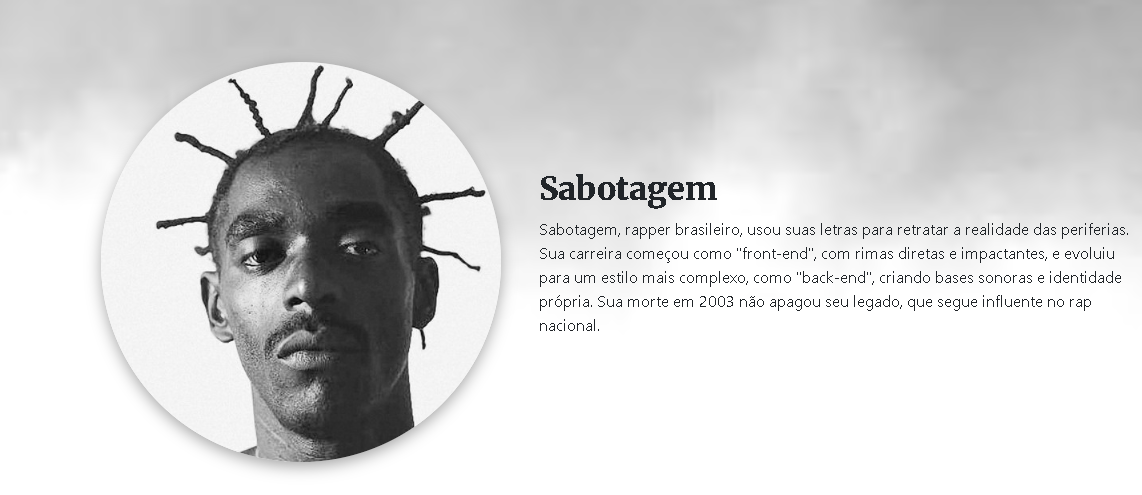 Sabotagem
Sabotagem, rapper brasileiro, usou suas letras para retratar a realidade das periferias.
Sua carreira começou como "front-end", com rimas diretas e impactantes, e evoluiu
para um estilo mais complexo, como "back-end", criando bases sonoras e identidade
própria. Sua morte em 2003 não apagou seu legado, que segue influente no rap
nacional.